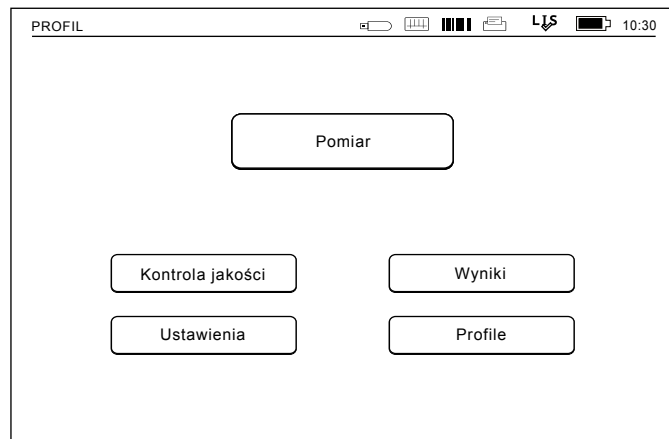 PROFIL LIS 10:30
Pomiar
Kontrola jakości Wyniki
Ustawienia Profile